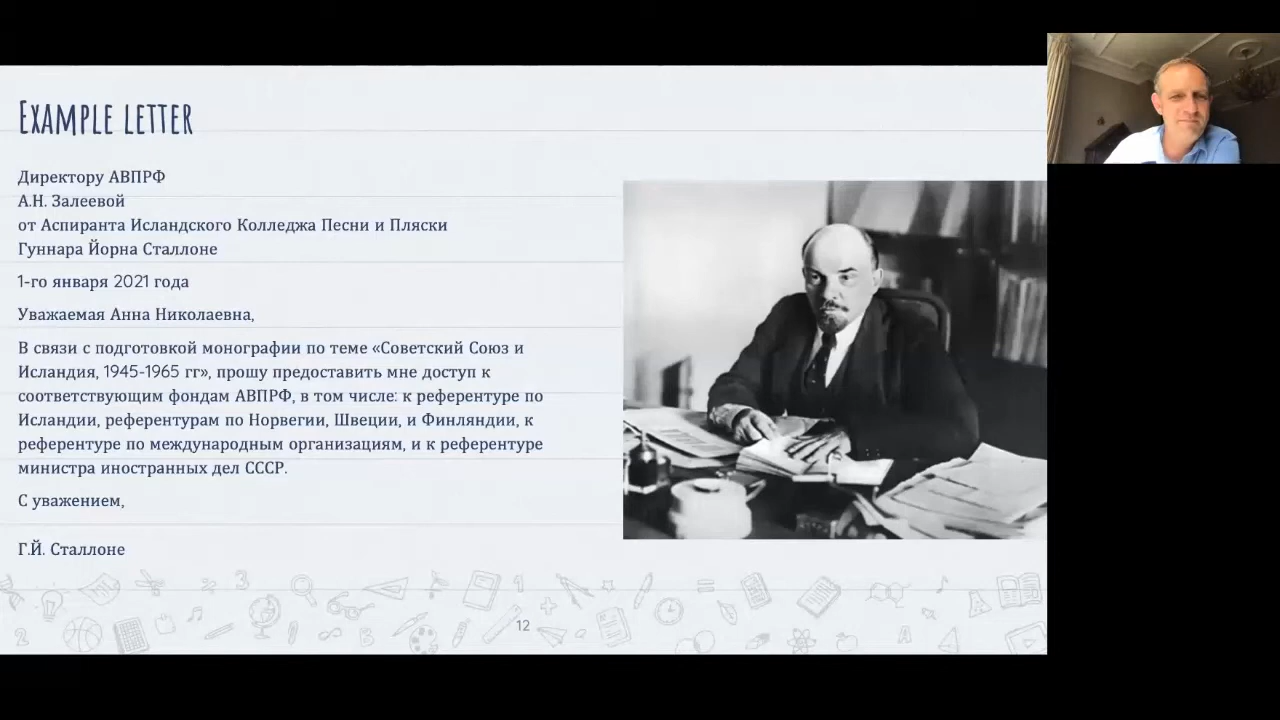 EXAMPLE LETTER
Директору АВПРФ
А.Н. Залеевой
от Аспиранта Исландского Колледжа Песни и Пляски
Гуннара Йорна Сталлоне
1-го января 2021 года
Уважаемая Анна Николаевна,
В связи с подготовкой монографии по теме «Советский Союз и
Исландия, 1945-1965 гг», прошу предоставить мне доступ к
соответствующим фондам АВПРФ, в том числе: к референтуре по
Исландии, референтурам по Норвегии, Швеции, и Финляндии, к
референтуре по международным организациям, и к референтуре
министра иностранных дел СССР.
С уважением,
Г.Й. Сталлоне
12